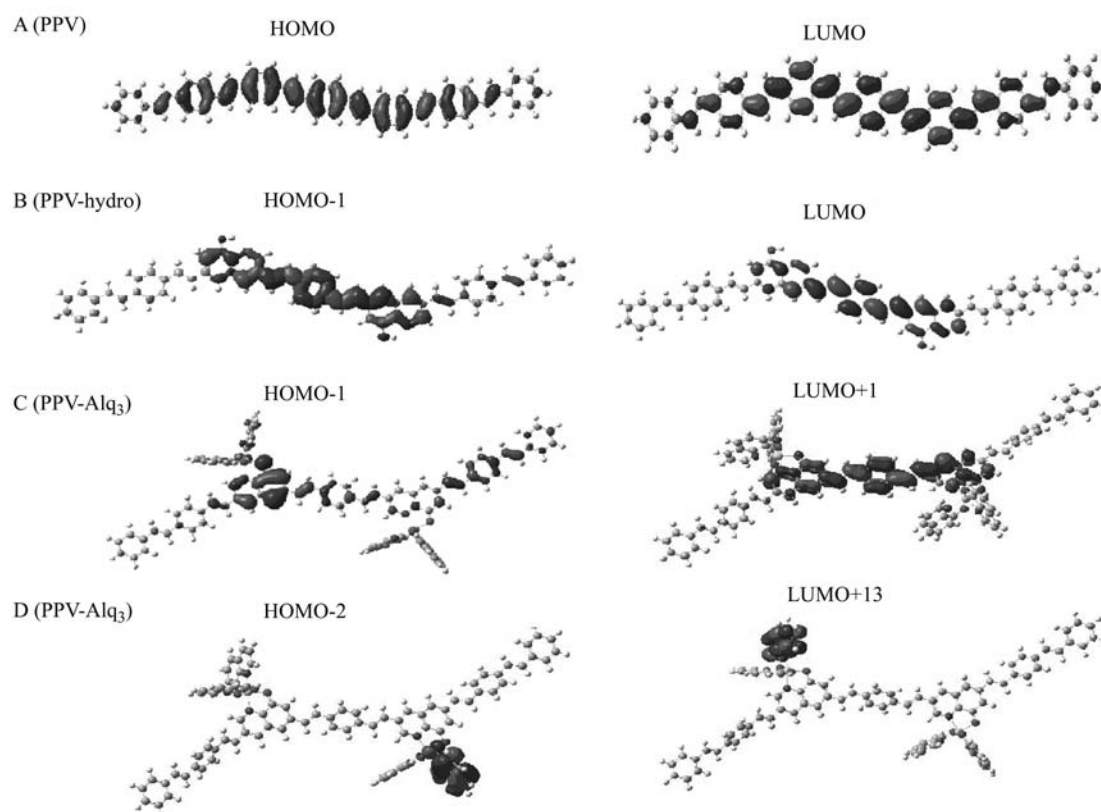 A (PPV)
HOMO
LUMO
B (PPV-hydro)
HOMO-1
LUMO
C (PPV-Alq₃)
HOMO-1
LUMO+1
D (PPV-Alq₃)
HOMO-2
LUMO+13